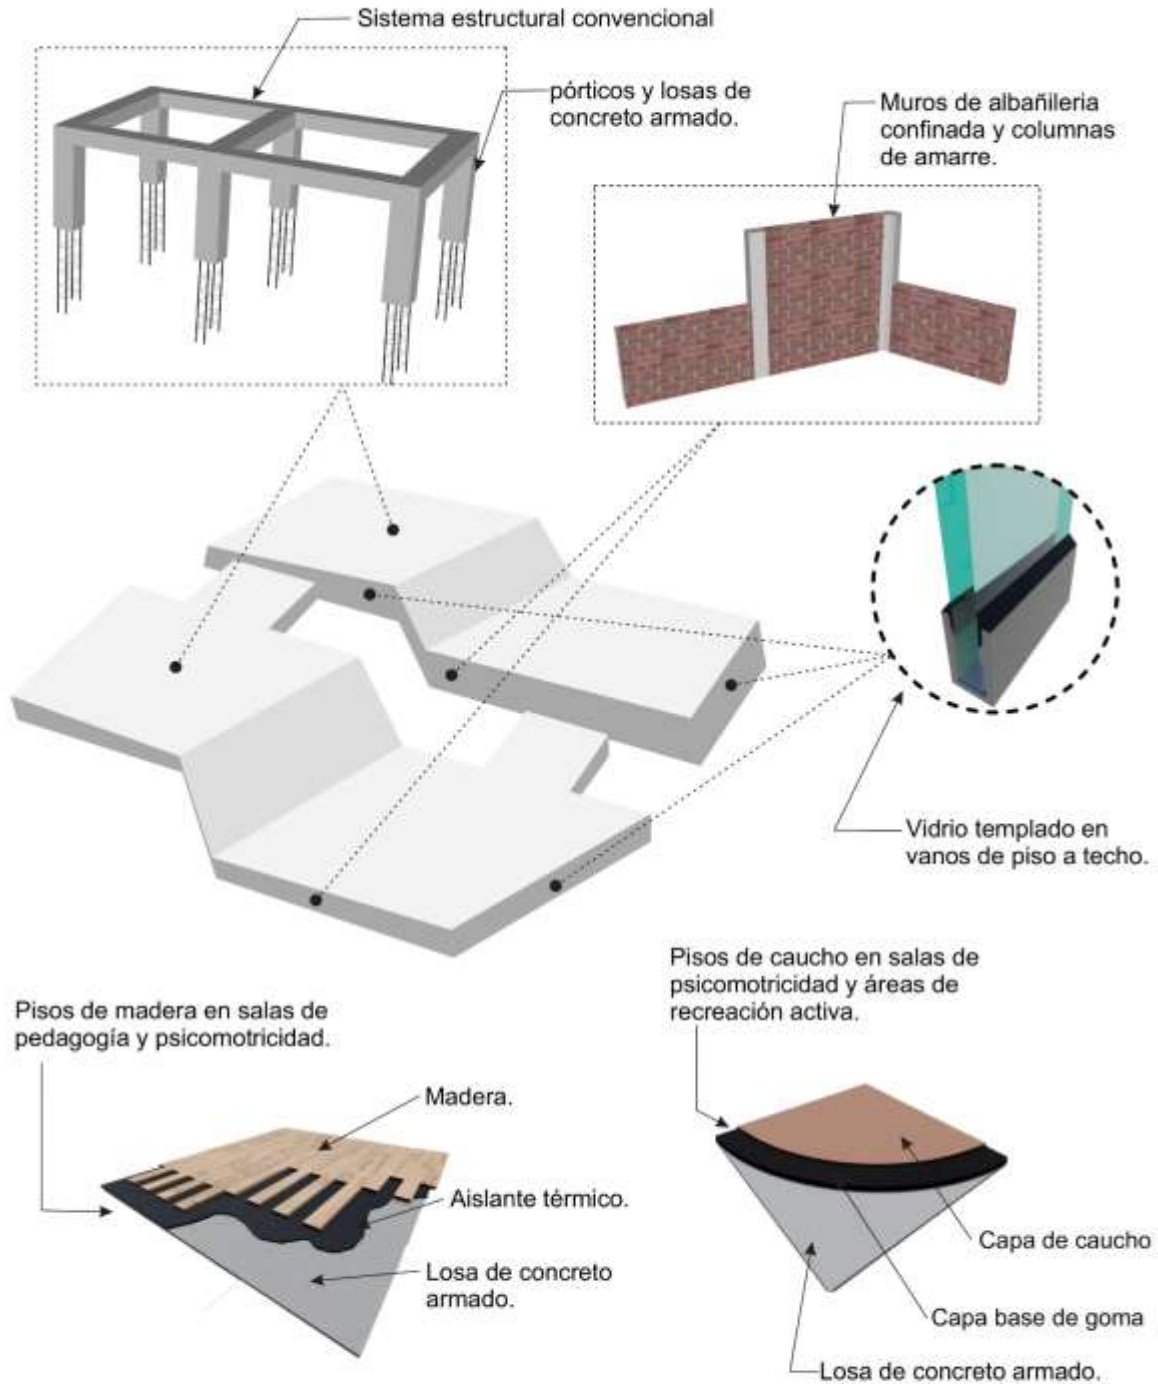 Sistema estructural convencional
pórticos y losas de
concreto armado.
Muros de albañileria
confinada y columnas
de amarre.
Vidrio templado en
vanos de piso a techo.
Pisos de caucho en salas de
psicomotricidad y áreas de
recreación activa.
Pisos de madera en salas de
pedagogía y psicomotricidad.
Madera.
Aislante térmico.
Losa de concreto
armado.
Capa de caucho
Capa base de goma
Losa de concreto armado.